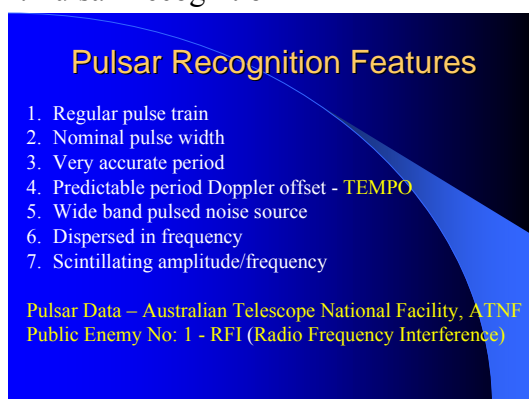 Pulsar Recognition Features
1. Regular pulse train
2. Nominal pulse width
3. Very accurate period
4. Predictable period Doppler offset - TEMPO
5. Wide band pulsed noise source
6. Dispersed in frequency
7. Scintillating amplitude/frequency
Pulsar Data – Australian Telescope National Facility, ATNF
Public Enemy No: 1 - RFI (Radio Frequency Interference)